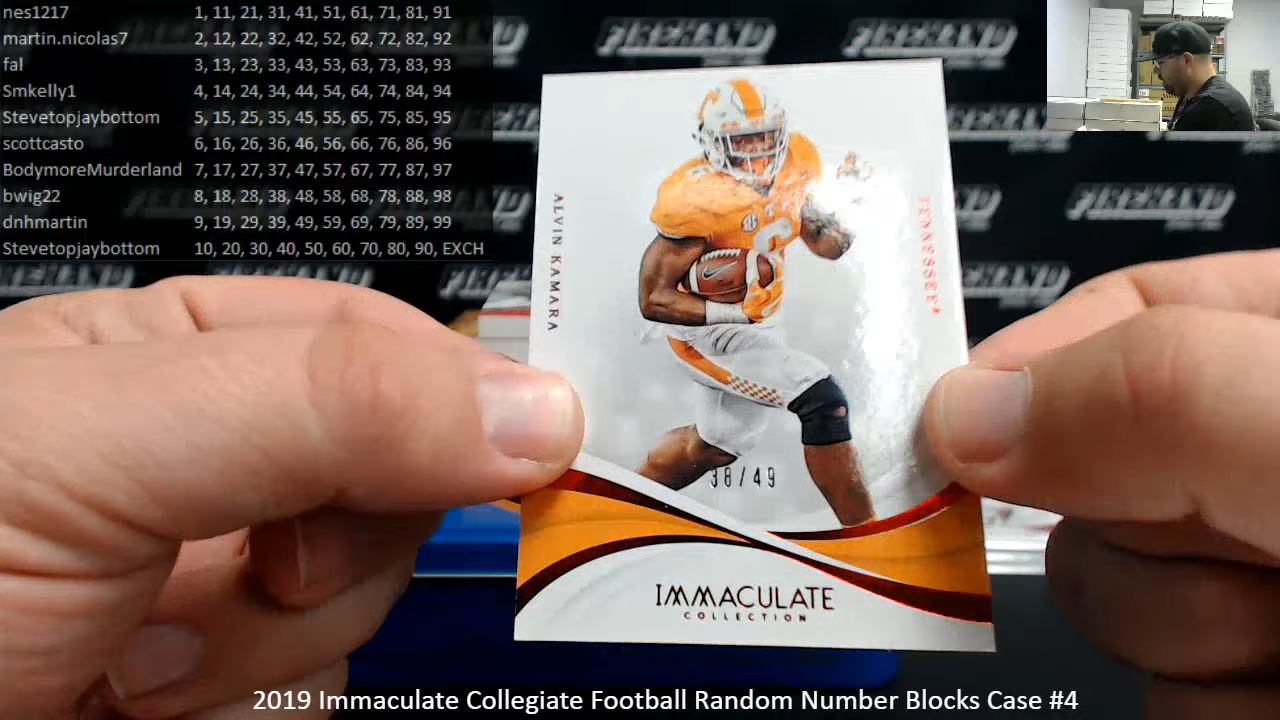 nes1217 1, 11, 21, 31, 41, 51, 61, 71, 81, 91
martin.nicolas7 2, 12, 22, 32, 42, 52, 62, 72, 82, 92
fal 3, 13, 23, 33, 43, 53, 63, 73, 83, 93
Smkelly1 4, 14, 24, 34, 44, 54, 64, 74, 84, 94
Stevetopjaybottom 5, 15, 25, 35, 45, 55, 65, 75, 85, 95
scottcasto 6, 16, 26, 36, 46, 56, 66, 76, 86, 96
BodymoreMurderland 7, 17, 27, 37, 47, 57, 67, 77, 87, 97
bwig22 8, 18, 28, 38, 48, 58, 68, 78, 88, 98
dnhmartin 9, 19, 29, 39, 49, 59, 69, 79, 89, 99
Stevetopjaybottom 10, 20, 30, 40, 50, 60, 70, 80, 90, EXCH
FIREHAND
FIREHAND
ALVIN KAMARA
TENNESSEE
SEC
6
38/49
IMMACULATE
COLLECTION
2019 Immaculate Collegiate Football Random Number Blocks Case #4